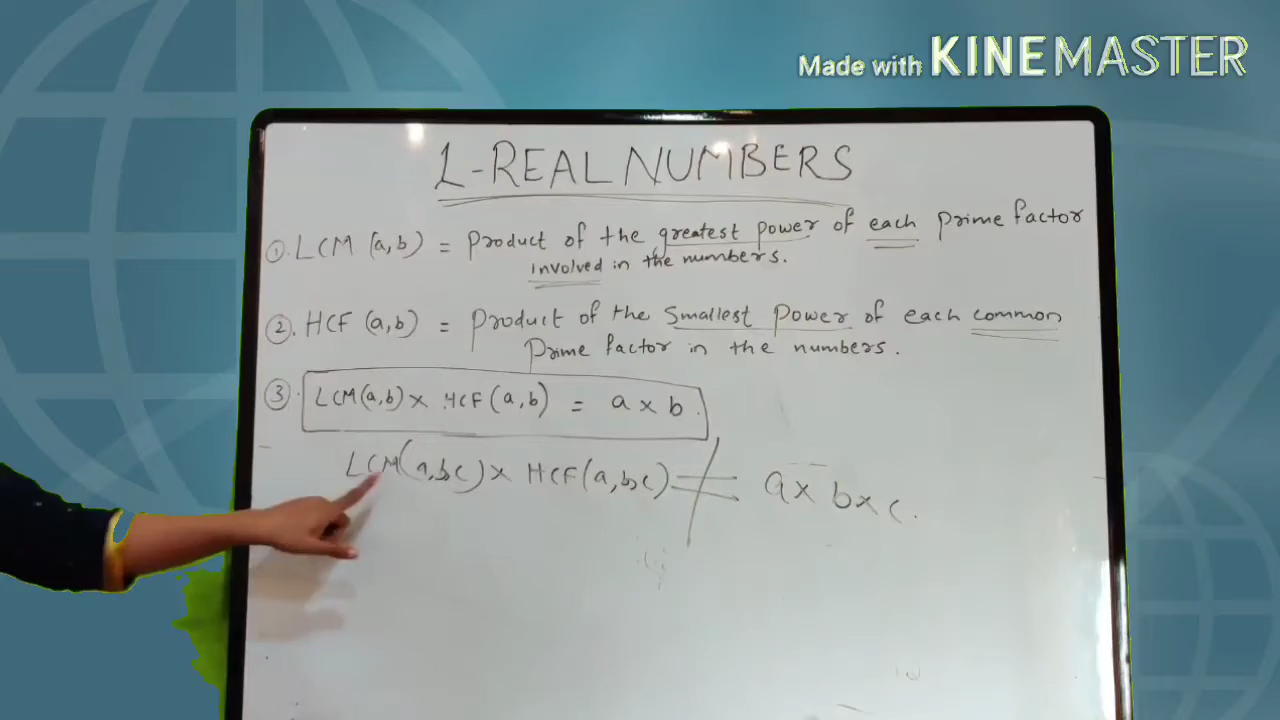 Made with KINEMASTER
1-REAL NUMBERS
①. LCM (a,b) = Product of the greatest power of each prime factor
involved in the numbers.
②. HCF (a,b) = Product of the Smallest Power of each common
Prime factor in the numbers.
③. LCM(a,b) × HCF(a,b) = a × b.
LCM(a,b,c) × HCF(a,b,c) ≠ a × b × c.